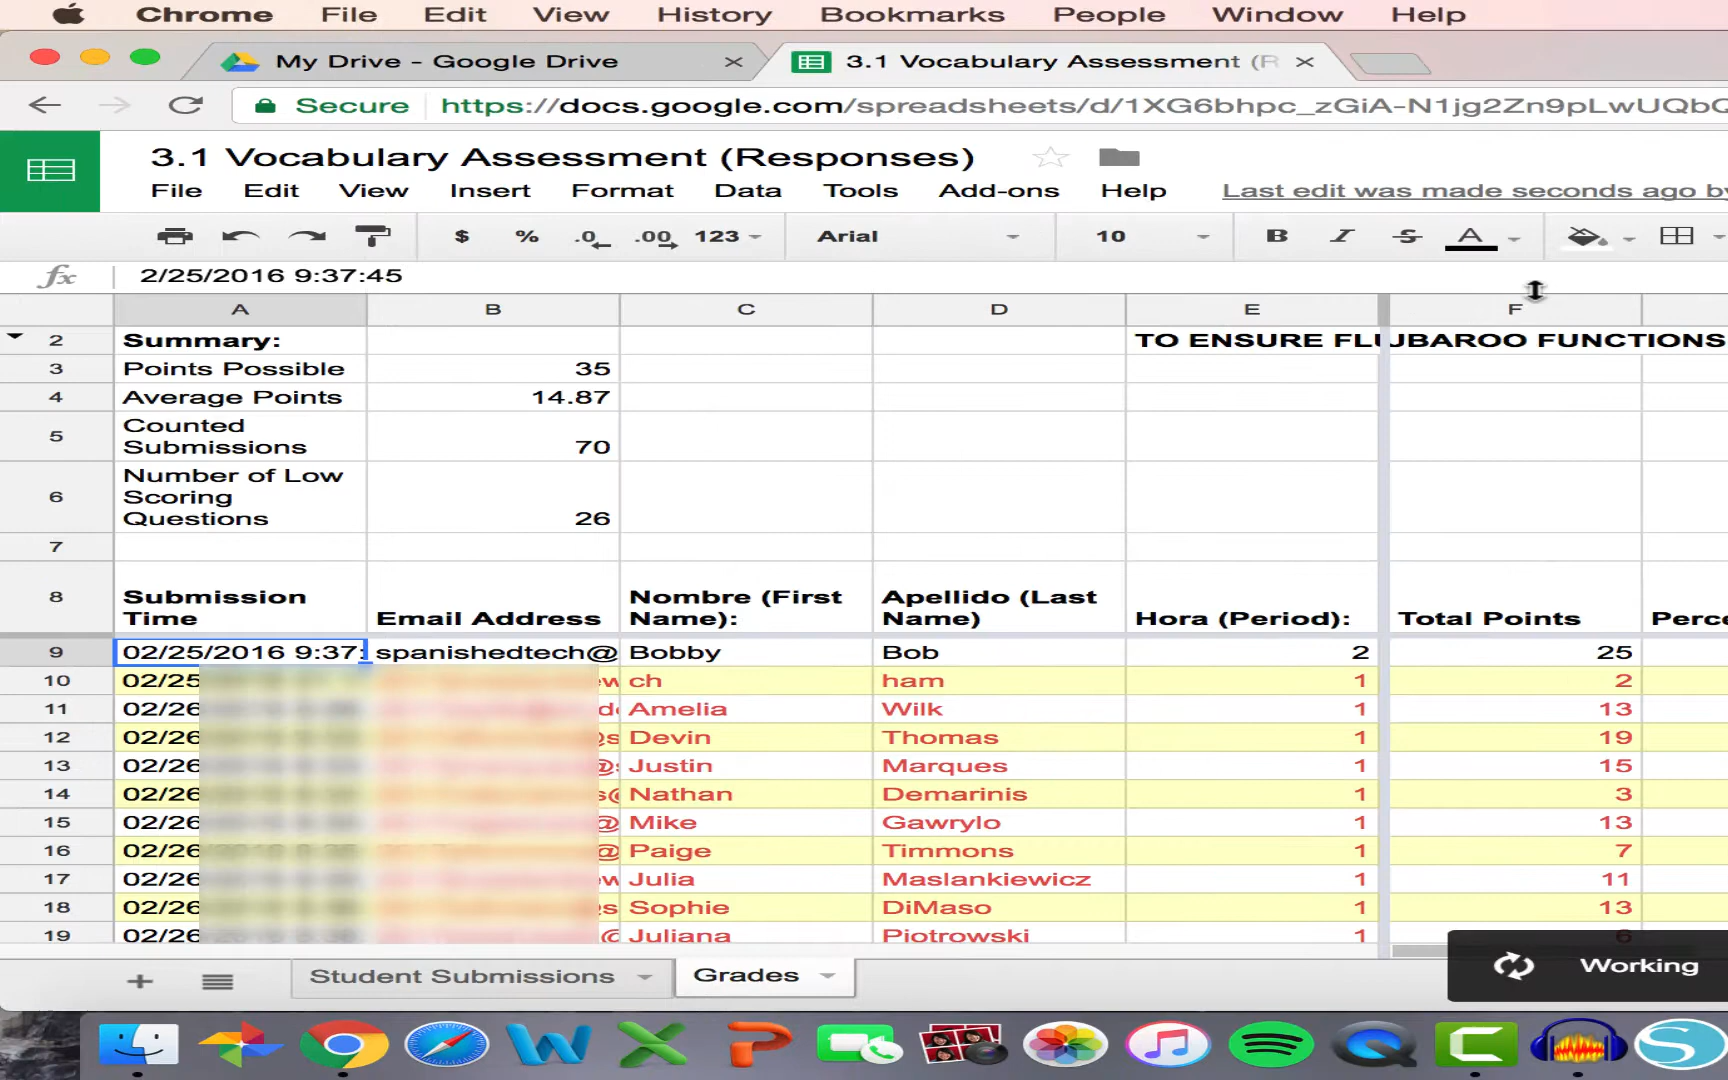 Chrome File Edit View History Bookmarks People Window Help
My Drive - Google Drive
3.1 Vocabulary Assessment (R
Secure https://docs.google.com/spreadsheets/d/1XG6bhpc_zGiA-N1jg2Zn9pLwUQbQ
3.1 Vocabulary Assessment (Responses)
File Edit View Insert Format Data Tools Add-ons Help Last edit was made seconds ago by
$ % .0 .00 123 Arial 10 B I S A
fx 2/25/2016 9:37:45
A B C D E F
2 Summary: TO ENSURE FLUBAROO FUNCTIONS
3 Points Possible 35
4 Average Points 14.87
5 Counted Submissions 70
6 Number of Low Scoring Questions 26
7
8 Submission Time Email Address Nombre (First Name): Apellido (Last Name) Hora (Period): Total Points Perce
9 02/25/2016 9:37: spanishedtech@ Bobby Bob 2 25
10 02/25 ch ham 1 2
11 02/26 Amelia Wilk 1 13
12 02/26 Devin Thomas 1 19
13 02/26 Justin Marques 1 15
14 02/26 Nathan Demarinis 1 3
15 02/26 Mike Gawrylo 1 13
16 02/26 Paige Timmons 1 7
17 02/26 Julia Maslankiewicz 1 11
18 02/26 Sophie DiMaso 1 13
19 02/26 Juliana Piotrowski 1 6
Student Submissions Grades
Working